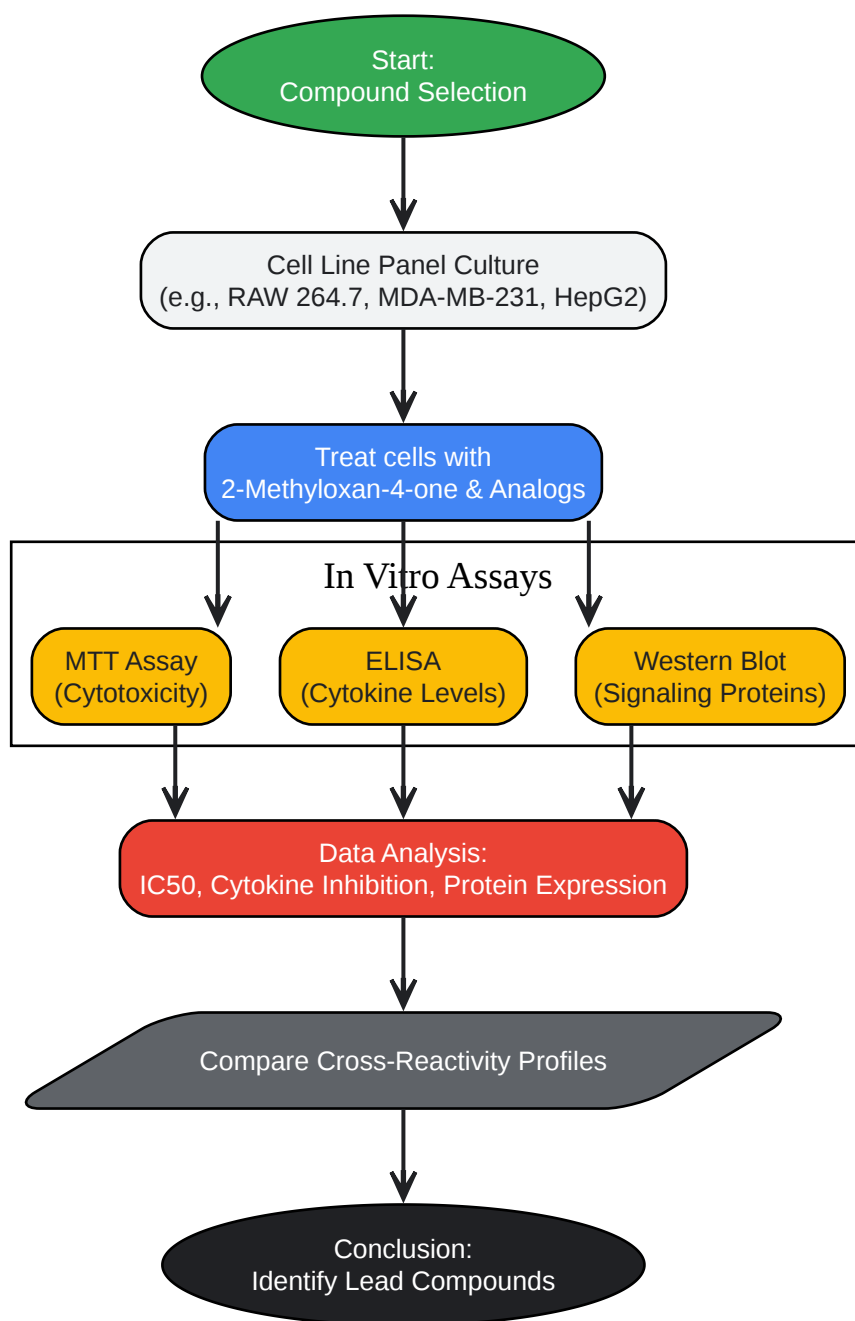 Start:
Compound Selection
Cell Line Panel Culture
(e.g., RAW 264.7, MDA-MB-231, HepG2)
Treat cells with
2-Methyloxan-4-one & Analogs
In Vitro Assays
MTT Assay
(Cytotoxicity)
ELISA
(Cytokine Levels)
Western Blot
(Signaling Proteins)
Data Analysis:
IC50, Cytokine Inhibition, Protein Expression
Compare Cross-Reactivity Profiles
Conclusion:
Identify Lead Compounds